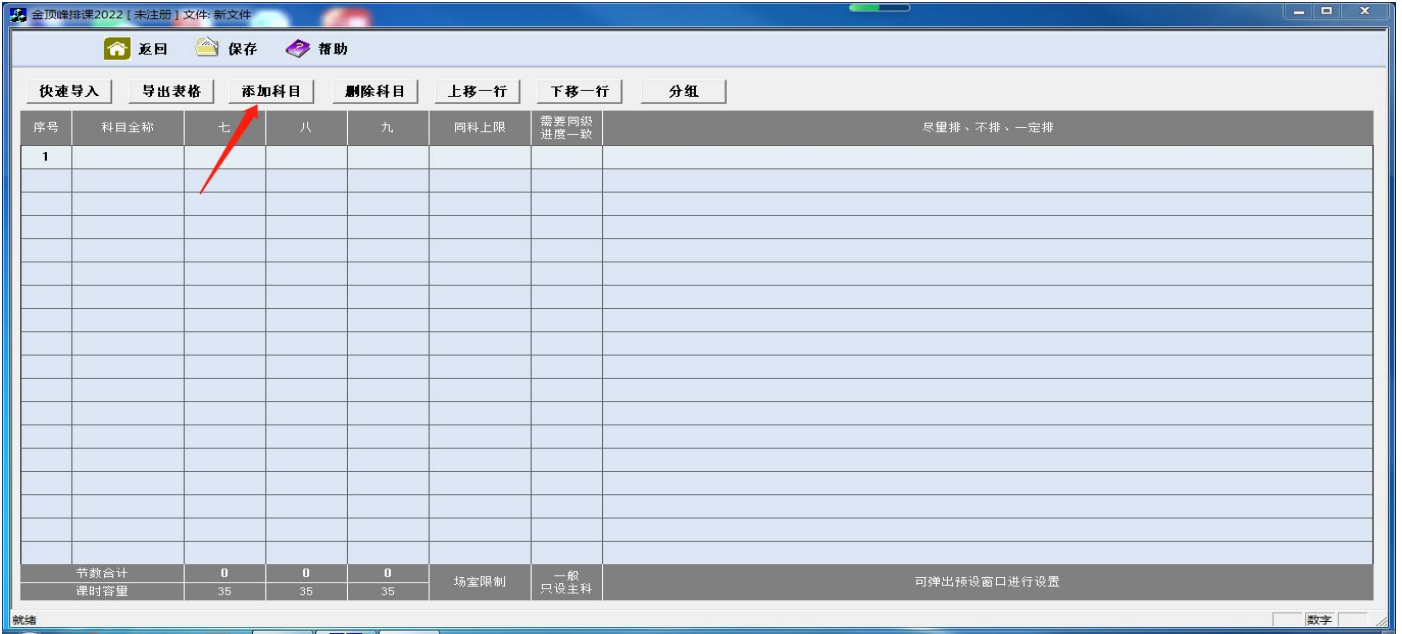 金顶峰排课2022 [ 未注册 ] 文件: 新文件
返回 保存 帮助
快速导入 导出表格 添加科目 删除科目 上移一行 下移一行 分组
序号 科目全称 七 八 九 同科上限 需要同级 尽量排、不排、一定排
进度一致
1
节数合计 0 0 0 场室限制 一般 可弹出预设窗口进行设置
课时容量 35 35 35 只设主科
就绪 数字